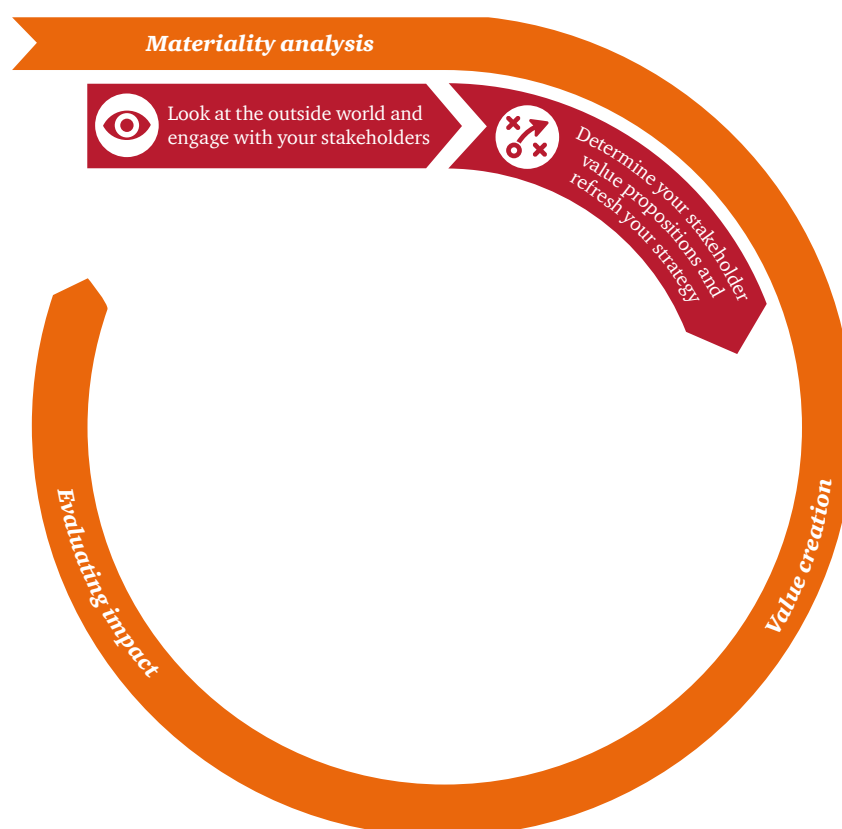 Materiality analysis
Look at the outside world and
engage with your stakeholders
Determine your stakeholder
value propositions and
refresh your strategy
Value creation
Evaluating impact